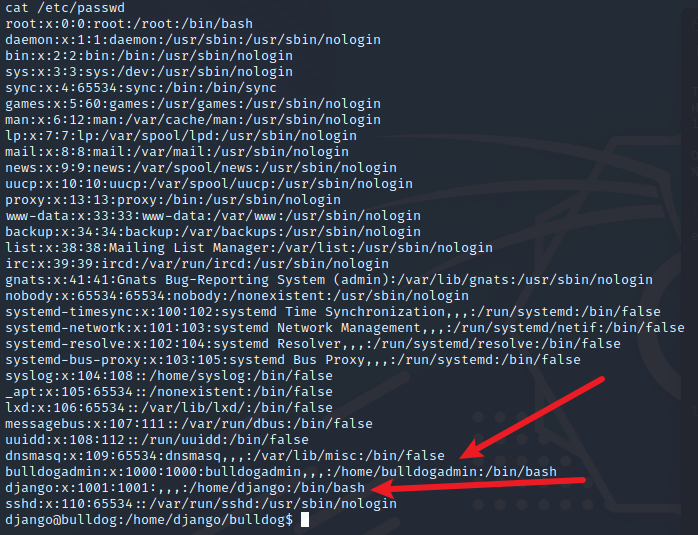 cat /etc/passwd
root:x:0:0:root:/root:/bin/bash
daemon:x:1:1:daemon:/usr/sbin:/usr/sbin/nologin
bin:x:2:2:bin:/bin:/usr/sbin/nologin
sys:x:3:3:sys:/dev:/usr/sbin/nologin
sync:x:4:65534:sync:/bin:/bin/sync
games:x:5:60:games:/usr/games:/usr/sbin/nologin
man:x:6:12:man:/var/cache/man:/usr/sbin/nologin
lp:x:7:7:lp:/var/spool/lpd:/usr/sbin/nologin
mail:x:8:8:mail:/var/mail:/usr/sbin/nologin
news:x:9:9:news:/var/spool/news:/usr/sbin/nologin
uucp:x:10:10:uucp:/var/spool/uucp:/usr/sbin/nologin
proxy:x:13:13:proxy:/bin:/usr/sbin/nologin
www-data:x:33:33:www-data:/var/www:/usr/sbin/nologin
backup:x:34:34:backup:/var/backups:/usr/sbin/nologin
list:x:38:38:Mailing List Manager:/var/list:/usr/sbin/nologin
irc:x:39:39:ircd:/var/run/ircd:/usr/sbin/nologin
gnats:x:41:41:Gnats Bug-Reporting System (admin):/var/lib/gnats:/usr/sbin/nologin
nobody:x:65534:65534:nobody:/nonexistent:/usr/sbin/nologin
systemd-timesync:x:100:102:systemd Time Synchronization,,,:/run/systemd:/bin/false
systemd-network:x:101:103:systemd Network Management,,,:/run/systemd/netif:/bin/false
systemd-resolve:x:102:104:systemd Resolver,,,:/run/systemd/resolve:/bin/false
systemd-bus-proxy:x:103:105:systemd Bus Proxy,,,:/run/systemd:/bin/false
syslog:x:104:108::/home/syslog:/bin/false
_apt:x:105:65534::/nonexistent:/bin/false
lxd:x:106:65534::/var/lib/lxd/:/bin/false
messagebus:x:107:111::/var/run/dbus:/bin/false
uuidd:x:108:112::/run/uuidd:/bin/false
dnsmasq:x:109:65534:dnsmasq,,,:/var/lib/misc:/bin/false
bulldogadmin:x:1000:1000:bulldogadmin,,,:/home/bulldogadmin:/bin/bash
django:x:1001:1001:,,,:/home/django:/bin/bash
sshd:x:110:65534::/var/run/sshd:/usr/sbin/nologin
django@bulldog:/home/django/bulldog$